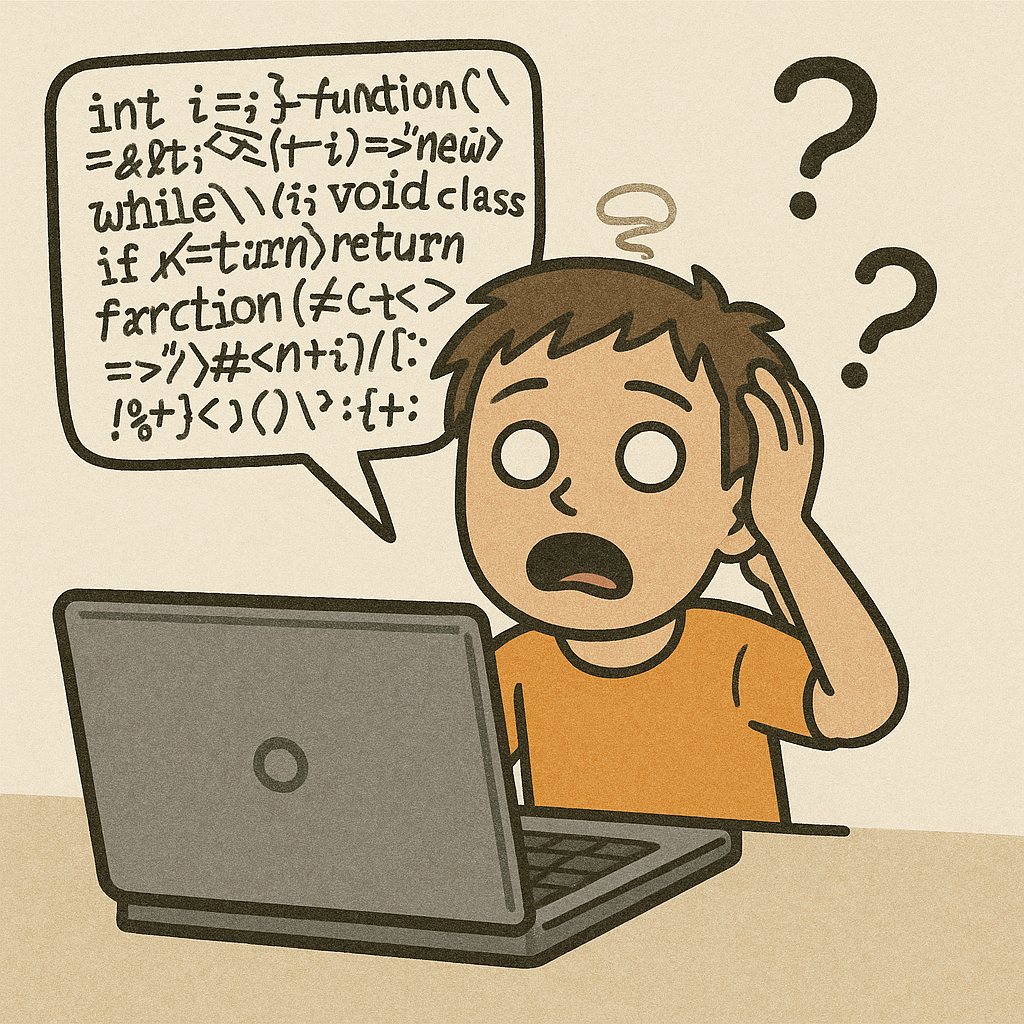 int i=; }-function(\
=&lt; (+-i)=>"new>
while\\(i; void class
if =turn)return
farction(≠C+<>
=>"/)#<n+i)/[:
!%+}<)()\?:{+:
? 
?